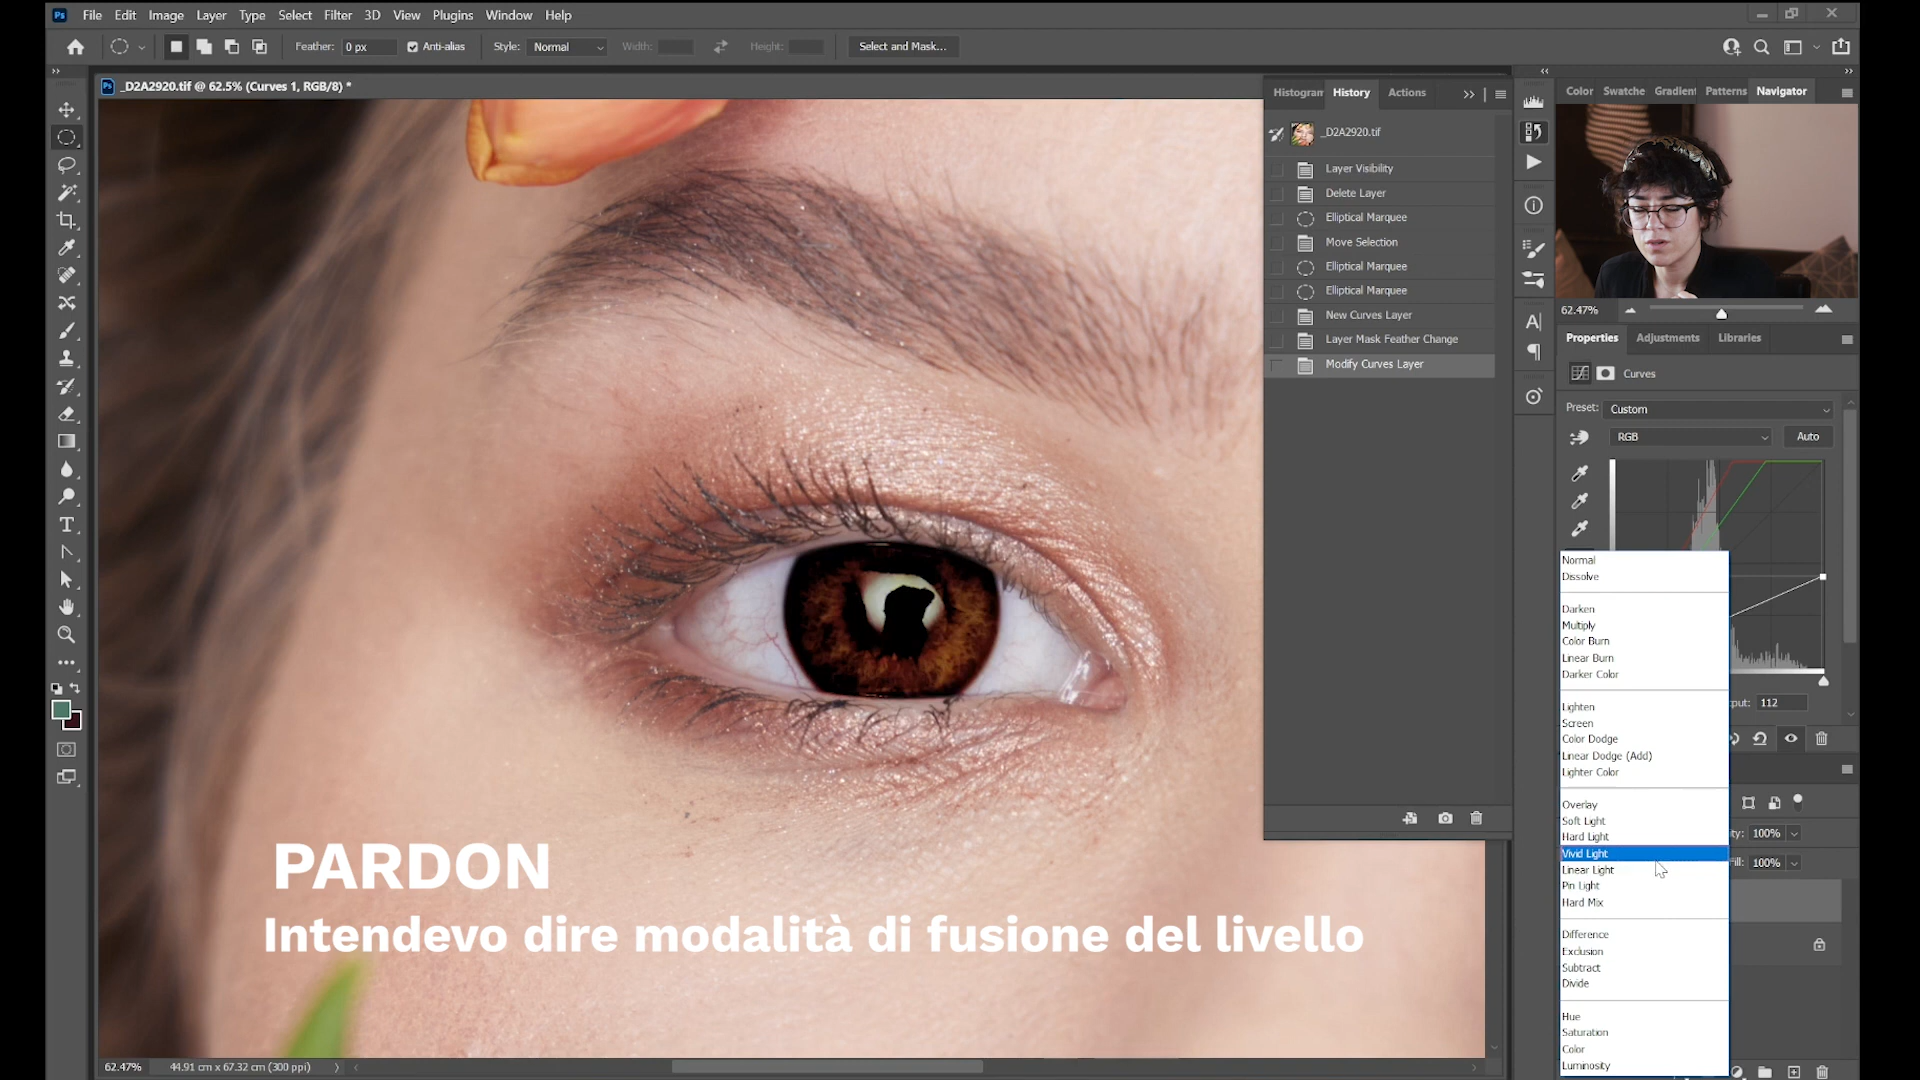 File Edit Image Layer Type Select Filter 3D View Plugins Window Help
Feather: 0 px Anti-alias Style: Normal Width: Height: Select and Mask...
_D2A2920.tif @ 62.5% (Curves 1, RGB/8) *
Histogram History Actions
_D2A2920.tif
Layer Visibility
Delete Layer
Elliptical Marquee
Move Selection
Elliptical Marquee
Elliptical Marquee
New Curves Layer
Layer Mask Feather Change
Modify Curves Layer
Color Swatche Gradient Patterns Navigator
62.47%
Properties Adjustments Libraries
Curves
Preset: Custom
RGB Auto
put: 112
Normal
Dissolve
Darken
Multiply
Color Burn
Linear Burn
Darker Color
Lighten
Screen
Color Dodge
Linear Dodge (Add)
Lighter Color
Overlay
Soft Light
Hard Light
Vivid Light
Linear Light
Pin Light
Hard Mix
Difference
Exclusion
Subtract
Divide
Hue
Saturation
Color
Luminosity
ity: 100%
ill: 100%
PARDON
Intendevo dire modalità di fusione del livello
62.47% 44.91 cm x 67.32 cm (300 ppi)